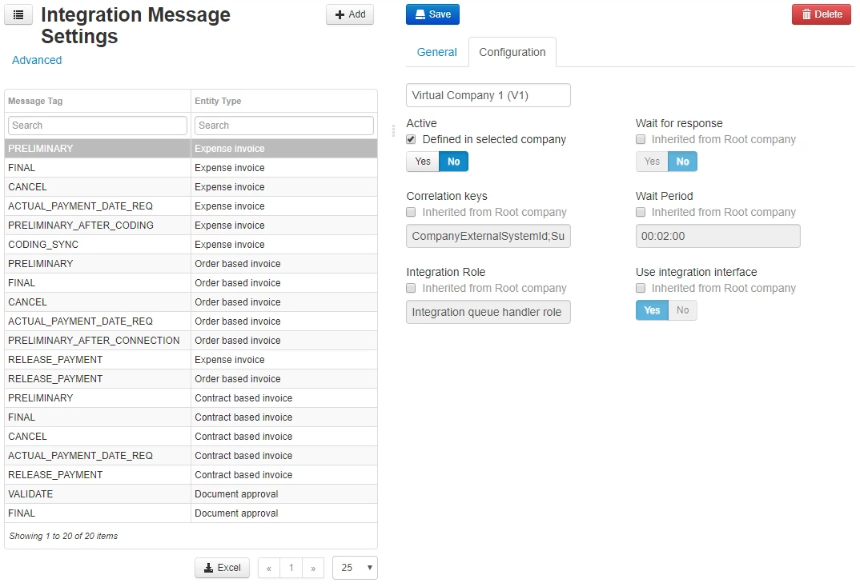 Integration Message
Settings
Add
Advanced
Message Tag Entity Type
Search Search
PRELIMINARY Expense invoice
FINAL Expense invoice
CANCEL Expense invoice
ACTUAL_PAYMENT_DATE_REQ Expense invoice
PRELIMINARY_AFTER_CODING Expense invoice
CODING_SYNC Expense invoice
PRELIMINARY Order based invoice
FINAL Order based invoice
CANCEL Order based invoice
ACTUAL_PAYMENT_DATE_REQ Order based invoice
PRELIMINARY_AFTER_CONNECTION Order based invoice
RELEASE_PAYMENT Expense invoice
RELEASE_PAYMENT Order based invoice
PRELIMINARY Contract based invoice
FINAL Contract based invoice
CANCEL Contract based invoice
ACTUAL_PAYMENT_DATE_REQ Contract based invoice
RELEASE_PAYMENT Contract based invoice
VALIDATE Document approval
FINAL Document approval
Showing 1 to 20 of 20 items
Excel « 1 » 25
Save Delete
General Configuration
Virtual Company 1 (V1)
Active Wait for response
Defined in selected company Inherited from Root company
Yes No Yes No
Correlation keys Wait Period
Inherited from Root company Inherited from Root company
CompanyExternalSystemId;Su 00:02:00
Integration Role Use integration interface
Inherited from Root company Inherited from Root company
Integration queue handler role Yes No